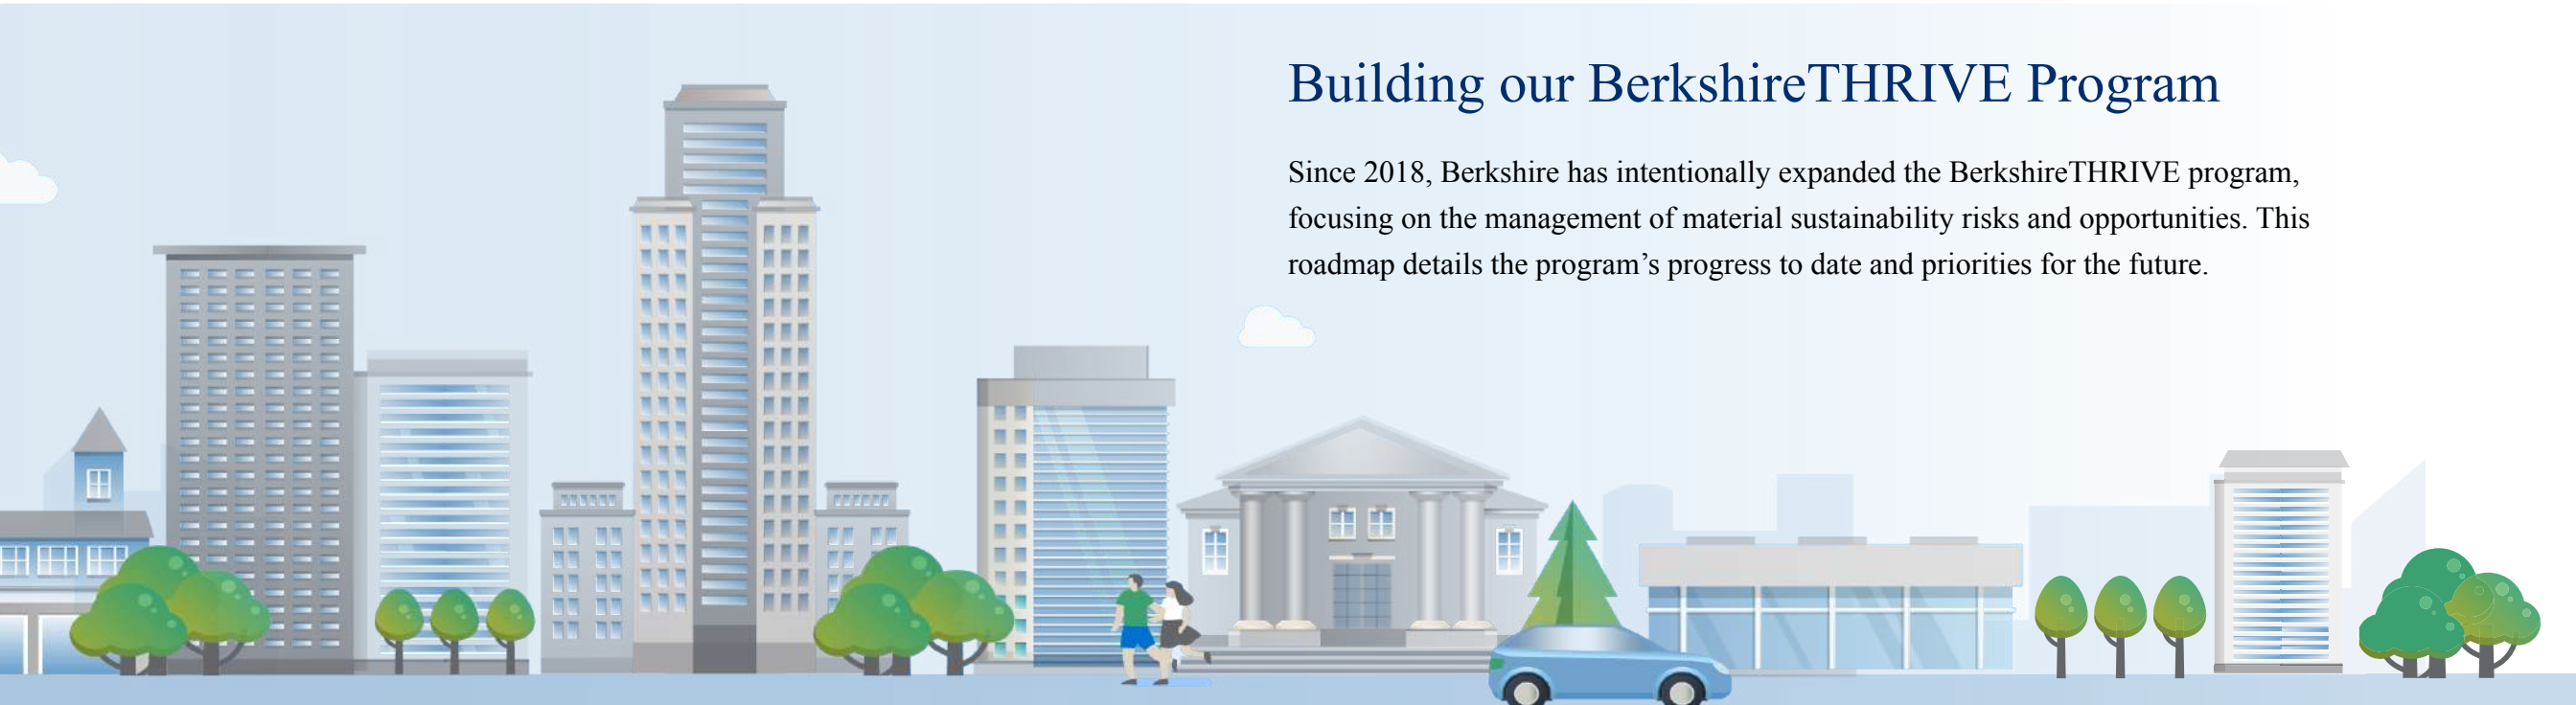 Building our BerkshireTHRIVE Program
Since 2018, Berkshire has intentionally expanded the BerkshireTHRIVE program,
focusing on the management of material sustainability risks and opportunities. This
roadmap details the program’s progress to date and priorities for the future.